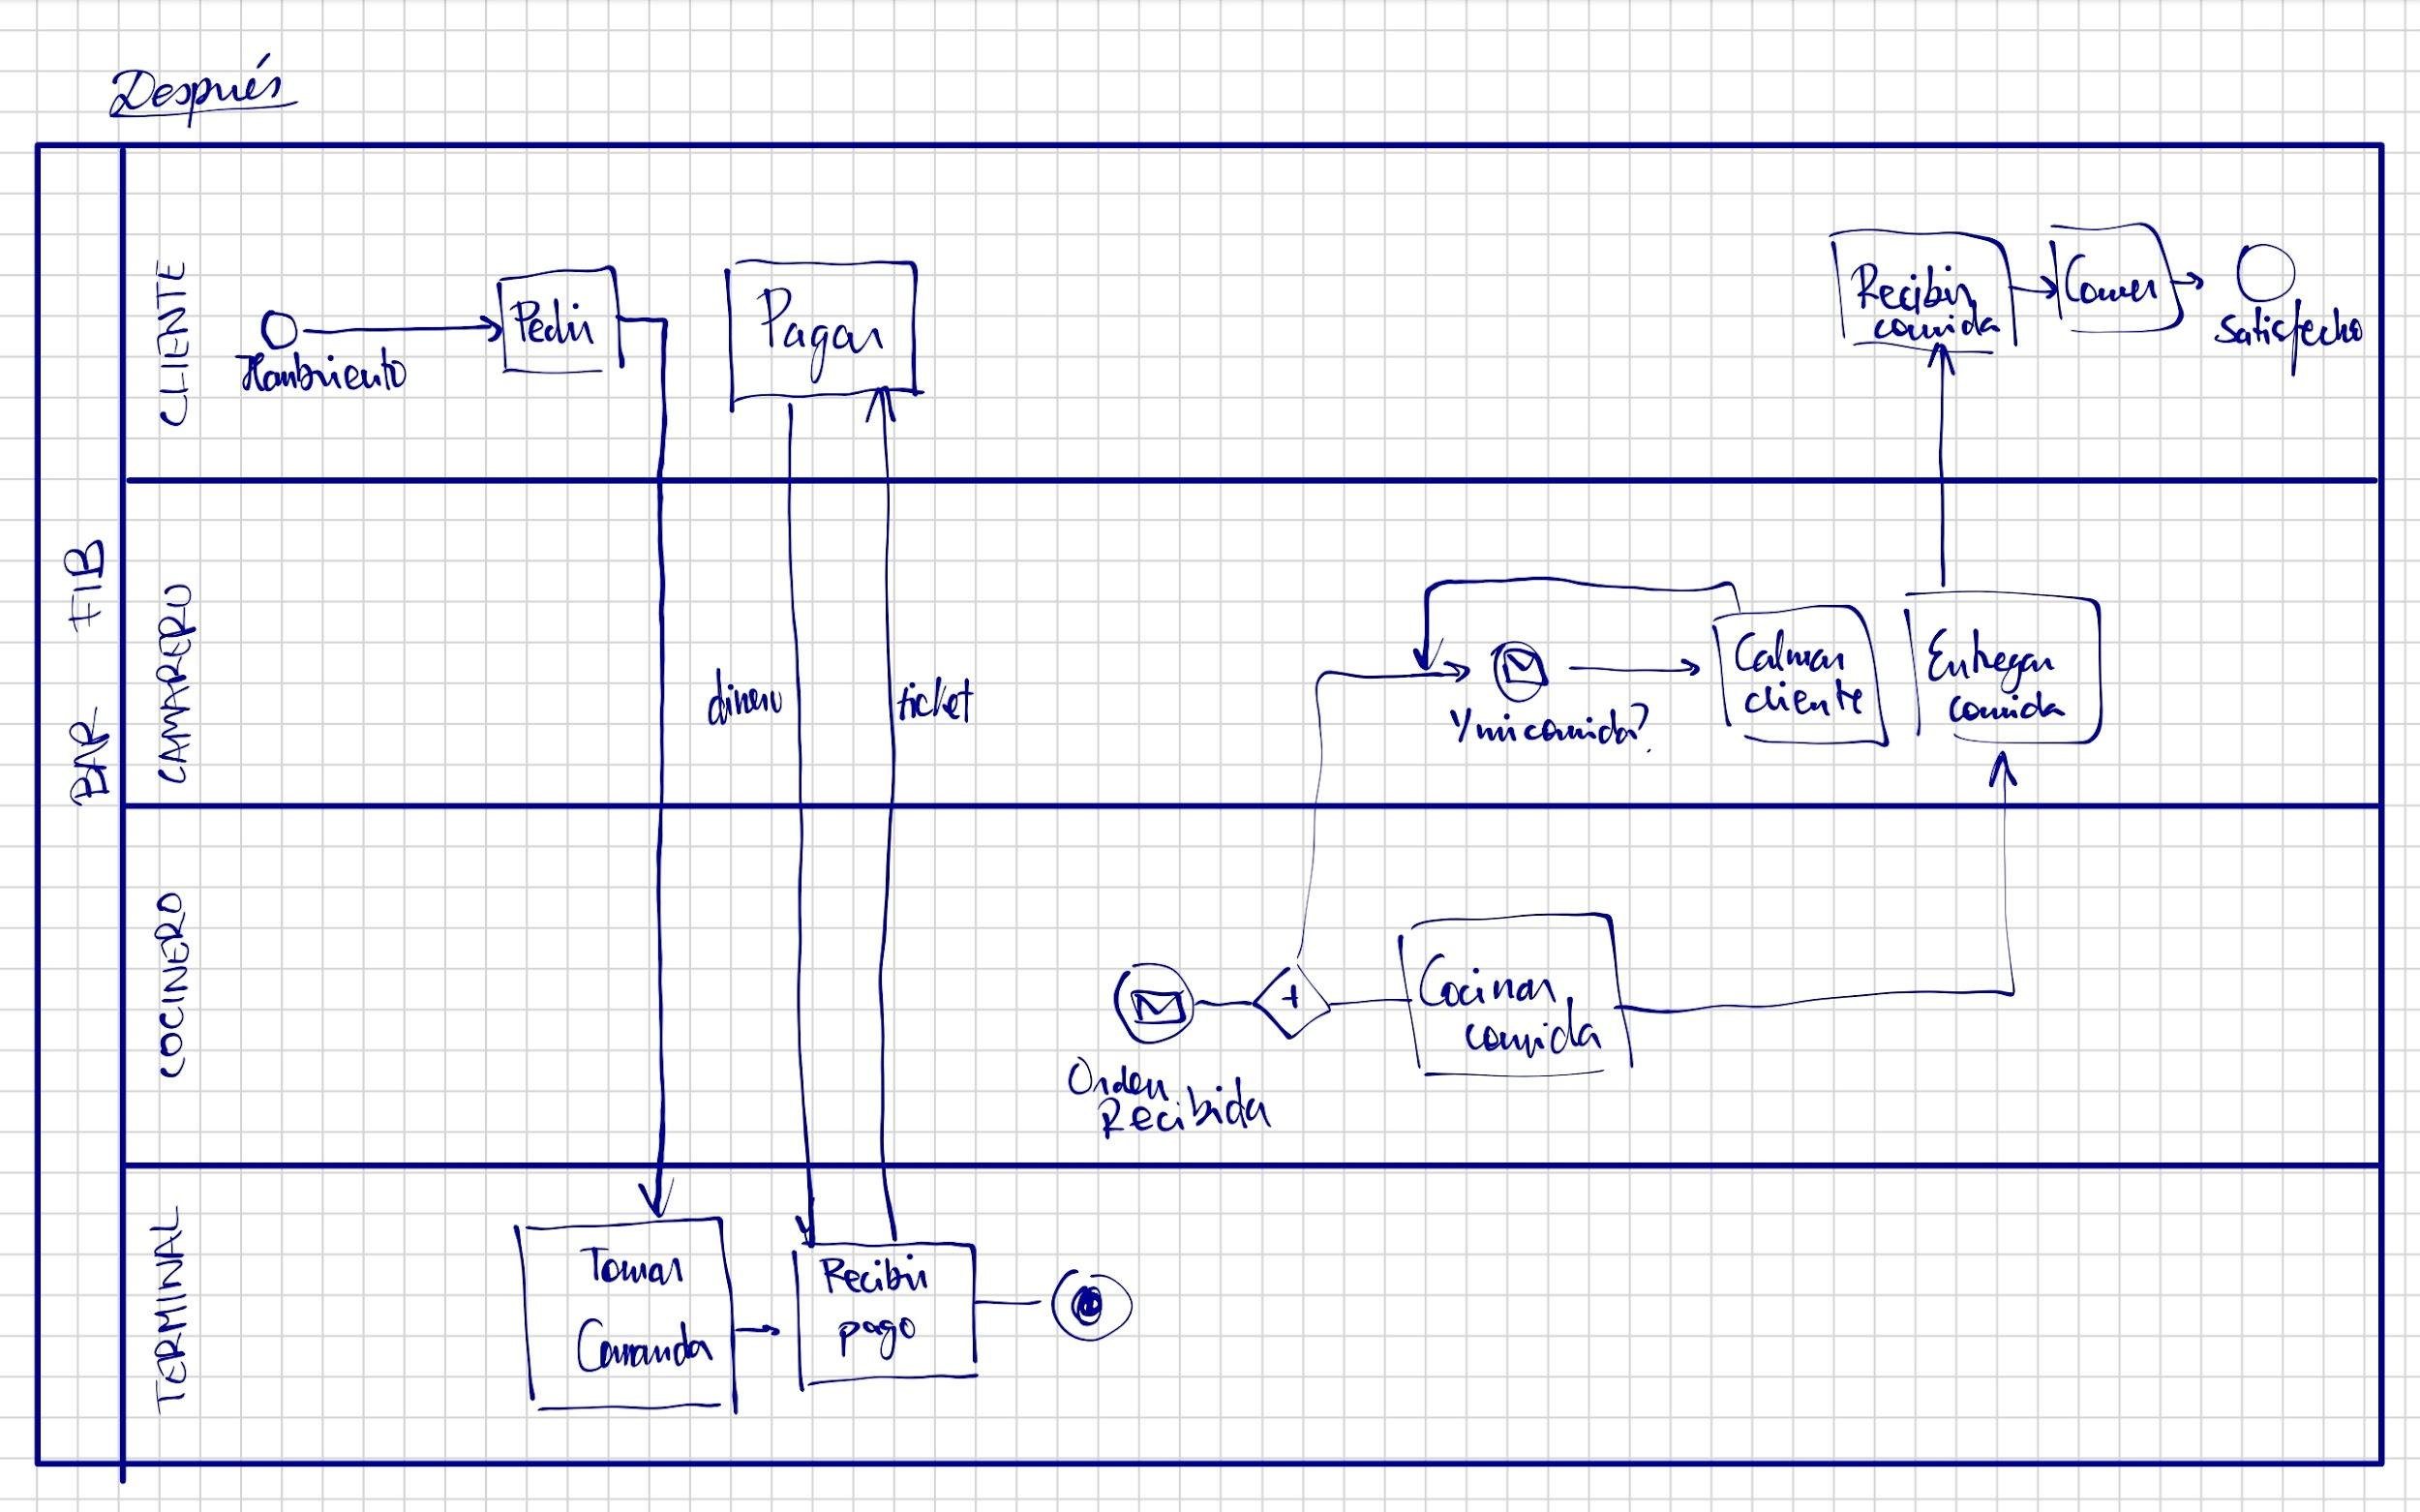 Después
BAR FIB
CLIENTE
Hambriento
Pedir
Pagar
Recibir
comida
Comer
Satisfecho
CAMARERO
dinero
ticket
Y mi comida?
Calmar
cliente
Entregar
comida
COCINERO
Orden
Recibida
+
Cocinar
comida
TERMINAL
Tomar
Comanda
Recibir
pago